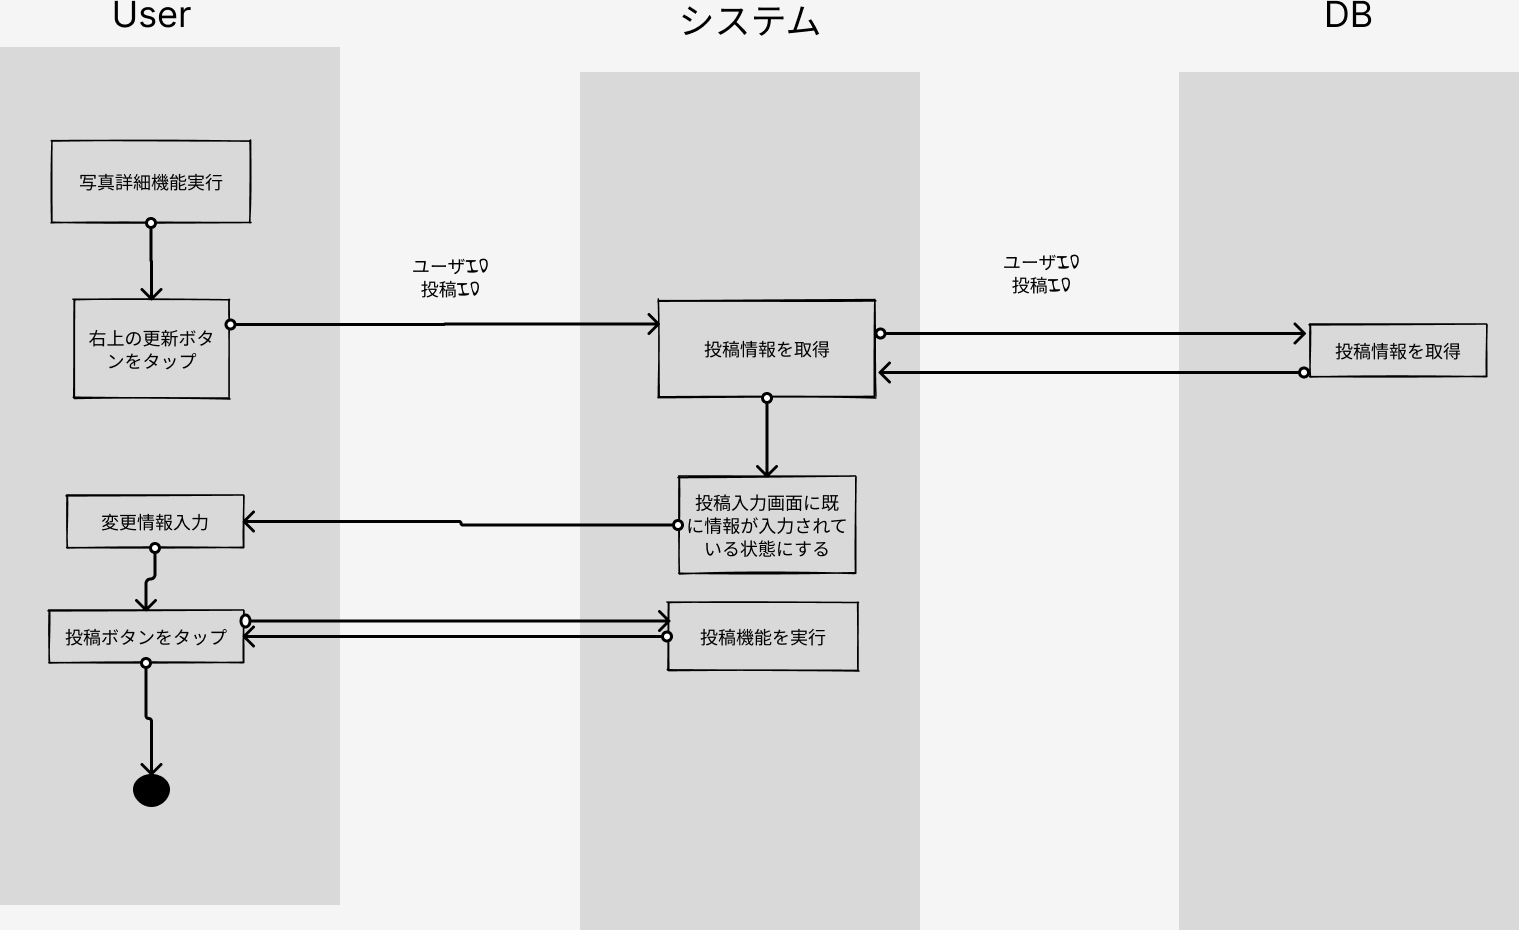 User
システム
DB
写真詳細機能実行
ユーザID
投稿ID
ユーザID
投稿ID
右上の更新ボタ
ンをタップ
投稿情報を取得
投稿情報を取得
変更情報入力
投稿入力画面に既
に情報が入力されて
いる状態にする
投稿ボタンをタップ
投稿機能を実行